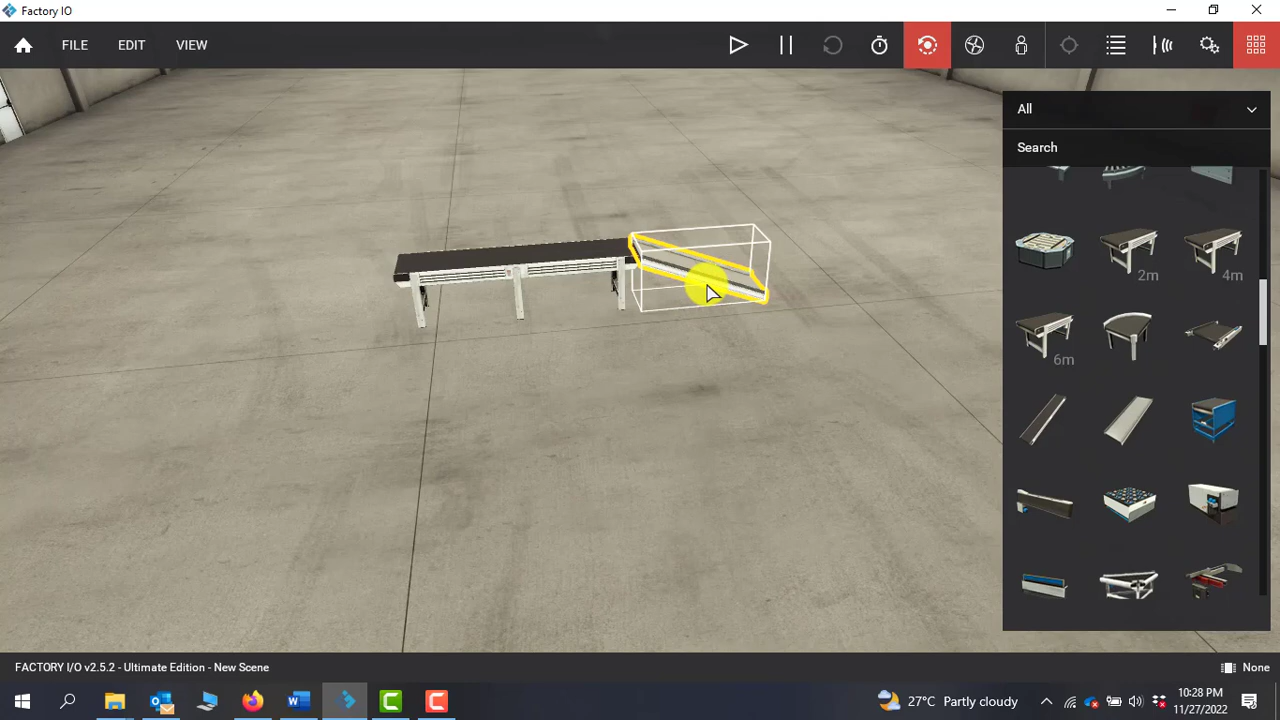 Factory IO
FILE EDIT VIEW
All
Search
2m
4m
6m
FACTORY I/O v2.5.2 - Ultimate Edition - New Scene
None
27°C Partly cloudy
10:28 PM
11/27/2022